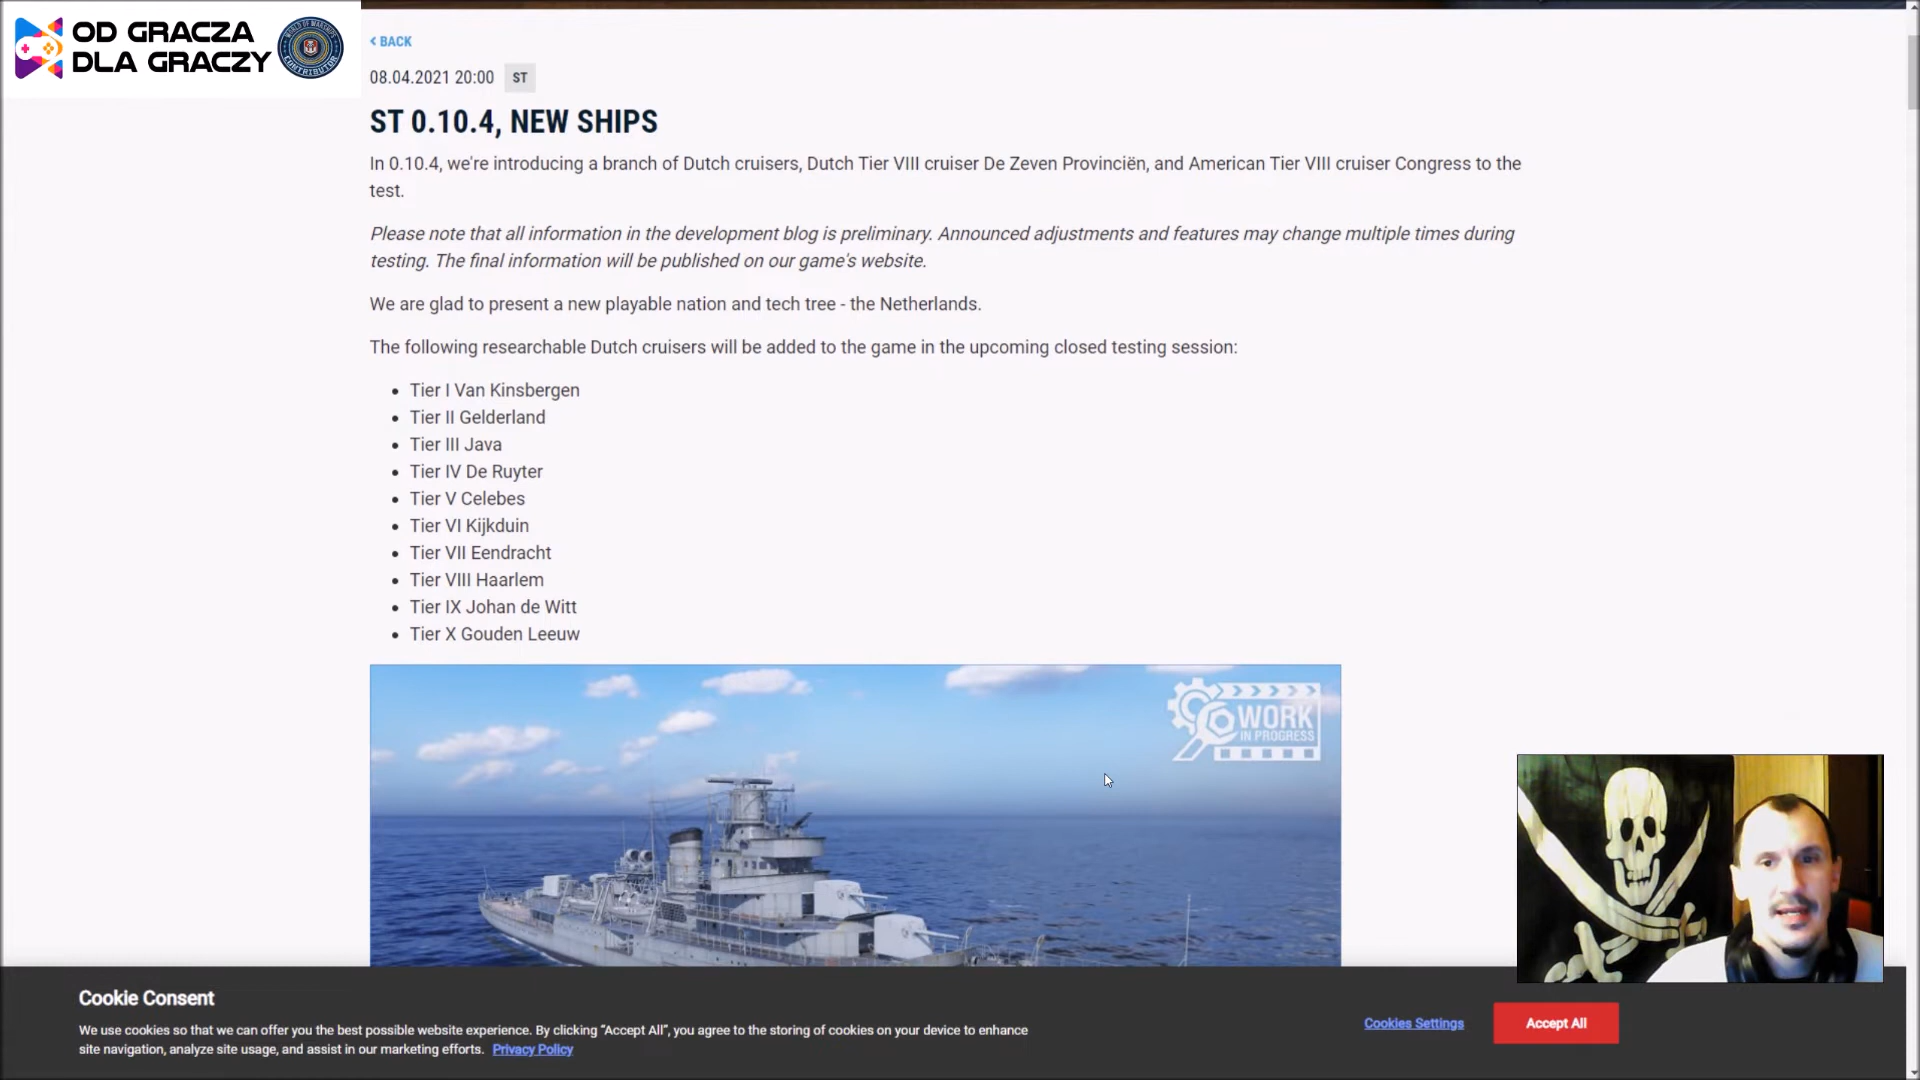 OD GRACZA
DLA GRACZY
WORLD OF WARSHIPS
CONTRIBUTOR
< BACK
08.04.2021 20:00 ST
ST 0.10.4, NEW SHIPS
In 0.10.4, we're introducing a branch of Dutch cruisers, Dutch Tier VIII cruiser De Zeven Provinciën, and American Tier VIII cruiser Congress to the
test.
Please note that all information in the development blog is preliminary. Announced adjustments and features may change multiple times during
testing. The final information will be published on our game's website.
We are glad to present a new playable nation and tech tree - the Netherlands.
The following researchable Dutch cruisers will be added to the game in the upcoming closed testing session:
• Tier I Van Kinsbergen
• Tier II Gelderland
• Tier III Java
• Tier IV De Ruyter
• Tier V Celebes
• Tier VI Kijkduin
• Tier VII Eendracht
• Tier VIII Haarlem
• Tier IX Johan de Witt
• Tier X Gouden Leeuw
WORK
IN PROGRESS
Cookie Consent
We use cookies so that we can offer you the best possible website experience. By clicking “Accept All”, you agree to the storing of cookies on your device to enhance
site navigation, analyze site usage, and assist in our marketing efforts. Privacy Policy
Cookies Settings
Accept All